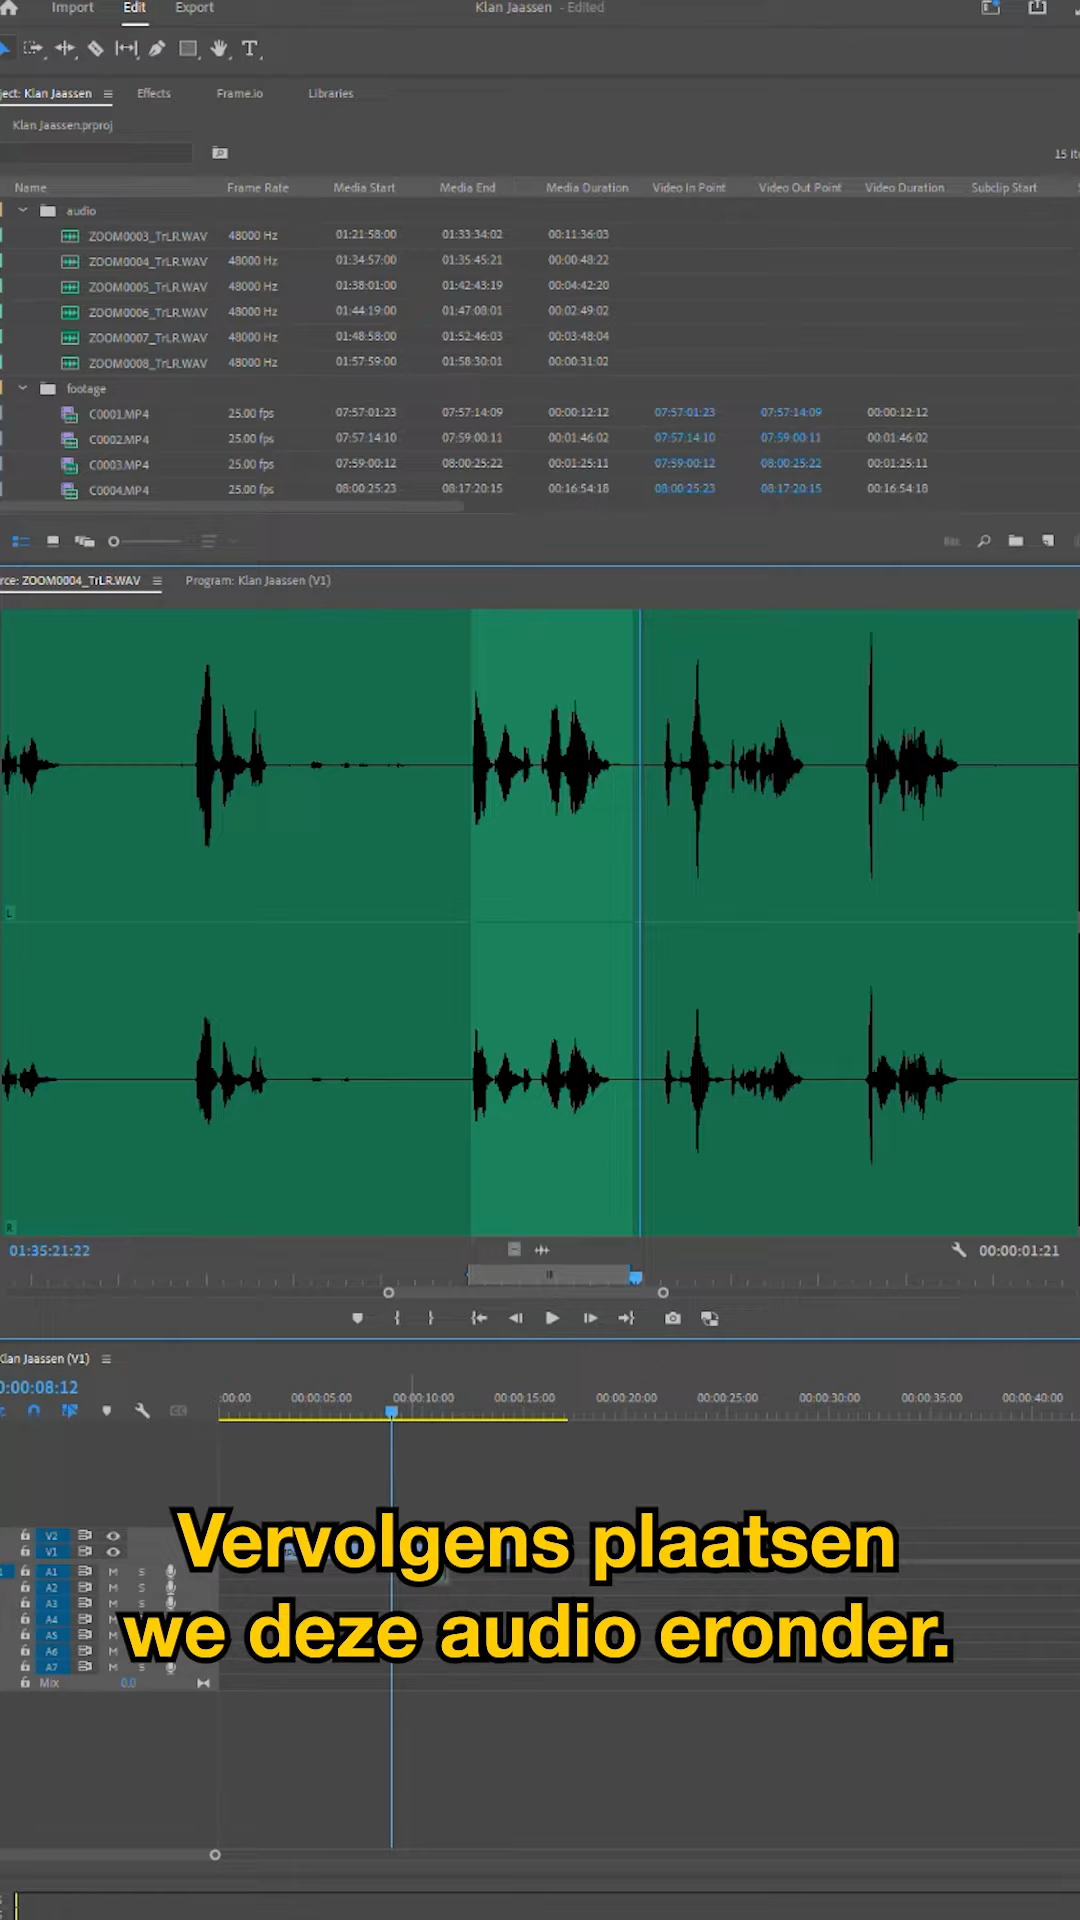 Import Edit Export Klan Jaassen - Edited
ject: Klan Jaassen Effects Frame.io Libraries
Klan Jaassen.prproj
15 Ite
Name Frame Rate Media Start Media End Media Duration Video In Point Video Out Point Video Duration Subclip Start
audio
ZOOM0003_TrLR.WAV 48000 Hz 01:21:58:00 01:33:34:02 00:11:36:03
ZOOM0004_TrLR.WAV 48000 Hz 01:34:57:00 01:35:45:21 00:00:48:22
ZOOM0005_TrLR.WAV 48000 Hz 01:38:01:00 01:42:43:19 00:04:42:20
ZOOM0006_TrLR.WAV 48000 Hz 01:44:19:00 01:47:08:01 00:02:49:02
ZOOM0007_TrLR.WAV 48000 Hz 01:48:58:00 01:52:46:03 00:03:48:04
ZOOM0008_TrLR.WAV 48000 Hz 01:57:59:00 01:58:30:01 00:00:31:02
footage
C0001.MP4 25.00 fps 07:57:01:23 07:57:14:09 00:00:12:12 07:57:01:23 07:57:14:09 00:00:12:12
C0002.MP4 25.00 fps 07:57:14:10 07:59:00:11 00:01:46:02 07:57:14:10 07:59:00:11 00:01:46:02
C0003.MP4 25.00 fps 07:59:00:12 08:00:25:22 00:01:25:11 07:59:00:12 08:00:25:22 00:01:25:11
C0004.MP4 25.00 fps 08:00:25:23 08:17:20:15 00:16:54:18 08:00:25:23 08:17:20:15 00:16:54:18
rce: ZOOM0004_TrLR.WAV Program: Klan Jaassen (V1)
L
R
01:35:21:22 00:00:01:21
Klan Jaassen (V1)
0:00:08:12
:00:00 00:00:05:00 00:00:10:00 00:00:15:00 00:00:20:00 00:00:25:00 00:00:30:00 00:00:35:00 00:00:40:00
V2
V1
A1 M S
A2 M S
A3 M S
A4 M
A5 M
A6 M
A7 M S
Mix 0.0
Vervolgens plaatsen
we deze audio eronder.